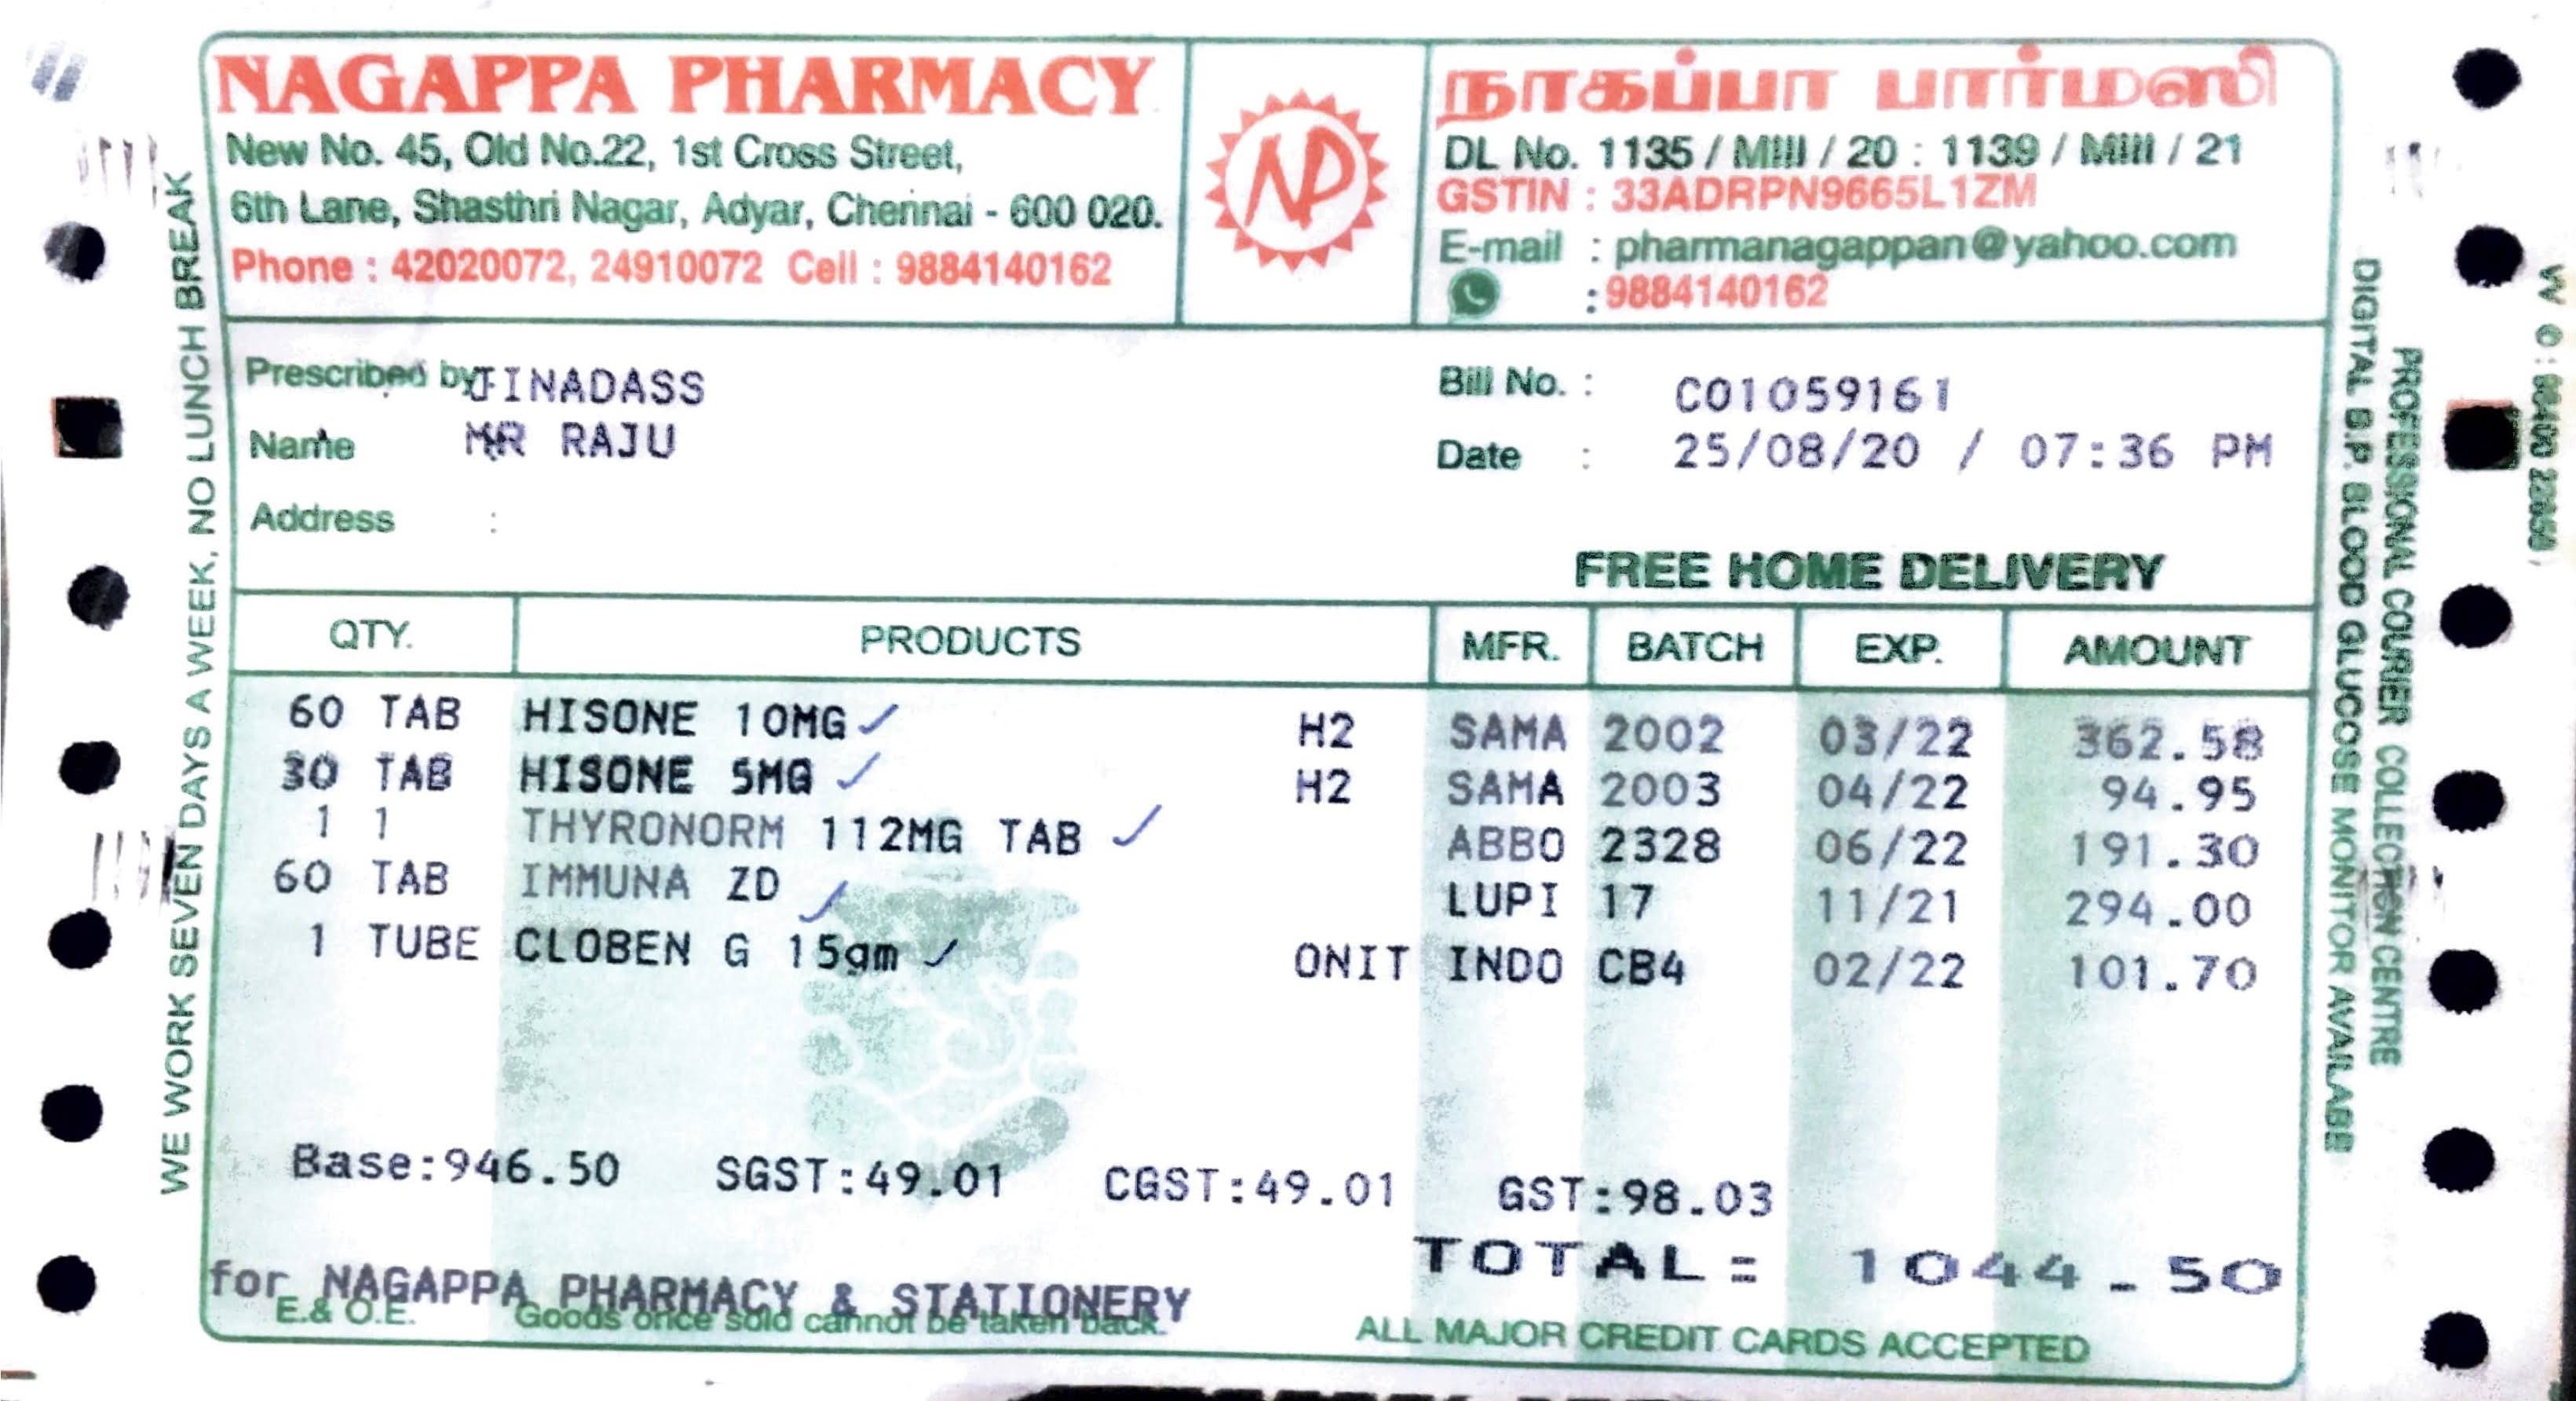 NAGAPPA PHARMACY
New No. 45, Old No.22, 1st Cross Street,
6th Lane, Shasthri Nagar, Adyar, Chennai - 600 020.
Phone : 42020072, 24910072 Cell : 9884140162
NP
நாகப்பா பார்மஸி
DL No. 1135 / MIII / 20 : 1139 / MIII / 21
GSTIN : 33ADRPN9665L1ZM
E-mail : pharmanagappan@yahoo.com
: 9884140162
Prescribed by JINADASS
Name MR RAJU
Address :
Bill No. : C01059161
Date : 25/08/20 / 07:36 PM
FREE HOME DELIVERY
QTY. PRODUCTS MFR. BATCH EXP. AMOUNT
60 TAB HISONE 10MG H2 SAMA 2002 03/22 362.58
30 TAB HISONE 5MG H2 SAMA 2003 04/22 94.95
1 1 THYRONORM 112MG TAB ABBO 2328 06/22 191.30
60 TAB IMMUNA ZD LUPI 17 11/21 294.00
1 TUBE CLOBEN G 15gm ONIT INDO CB4 02/22 101.70
Base:946.50 SGST:49.01 CGST:49.01 GST:98.03
TOTAL= 1044.50
for NAGAPPA PHARMACY & STATIONERY
E.& O.E. Goods once sold cannot be taken back.
ALL MAJOR CREDIT CARDS ACCEPTED
WE WORK SEVEN DAYS A WEEK, NO LUNCH BREAK
PROFESSIONAL COURIER COLLECTION CENTRE
DIGITAL B.P. BLOOD GLUCOSE MONITOR AVAILABE